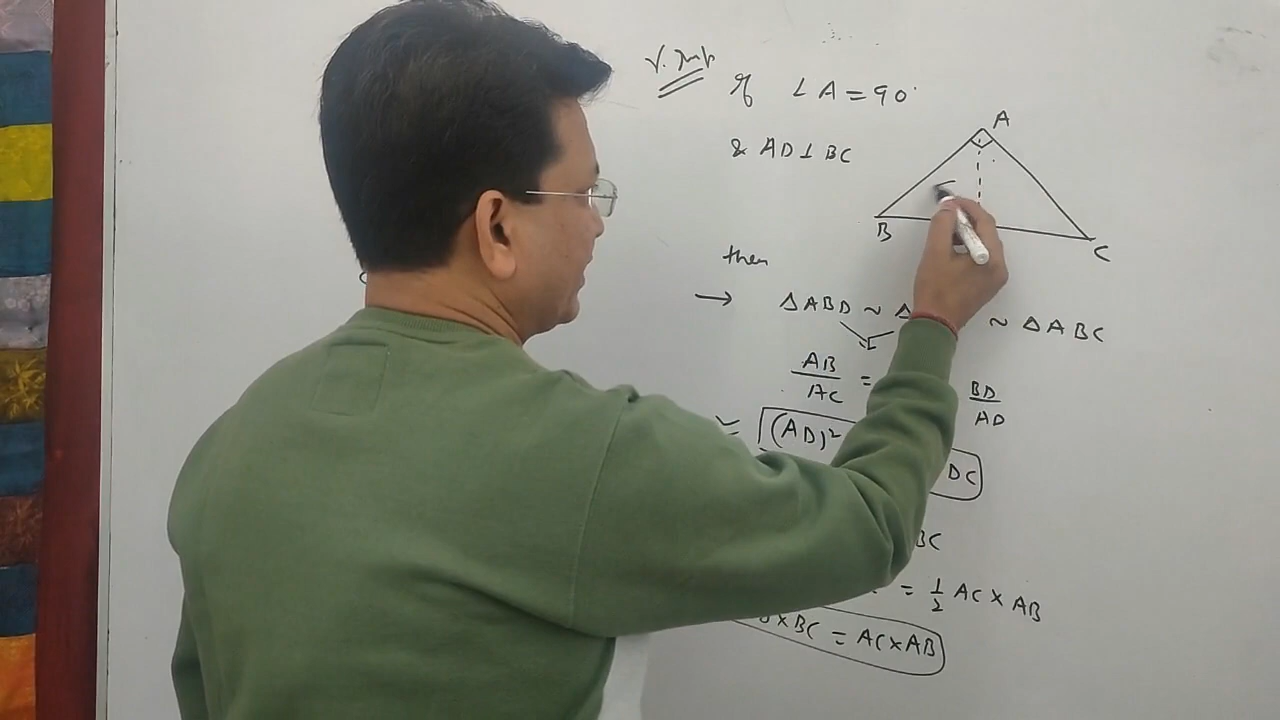 V. Imp
If ∠A = 90°
& AD ⊥ BC
A
B
C
then
→ ΔABD ~ Δ ~ ΔABC
AB/AC = BD/AD
(AD)²
DC
BC
= 1/2 AC × AB
× BC = AC × AB